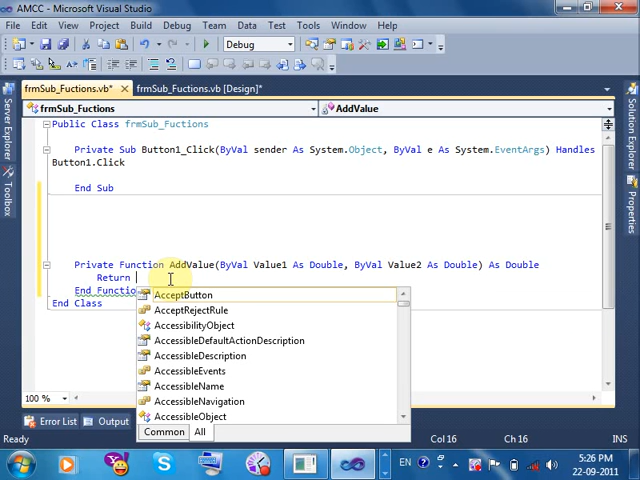 AMCC - Microsoft Visual Studio
File Edit View Project Build Debug Team Data Tools Test Window Help
Debug
frmSub_Fuctions.vb* frmSub_Fuctions.vb [Design]*
frmSub_Fuctions AddValue
Public Class frmSub_Fuctions
Private Sub Button1_Click(ByVal sender As System.Object, ByVal e As System.EventArgs) Handles
Button1.Click
End Sub
Private Function AddValue(ByVal Value1 As Double, ByVal Value2 As Double) As Double
Return
End Functio
End Class
AcceptButton
AcceptRejectRule
AccessibilityObject
AccessibleDefaultActionDescription
AccessibleDescription
AccessibleEvents
AccessibleName
AccessibleNavigation
AccessibleObject
Common All
Server Explorer
Toolbox
Solution Explorer
Properties
100 %
Error List Output
Ready Col 16 Ch 16
EN 5:26 PM
22-09-2011